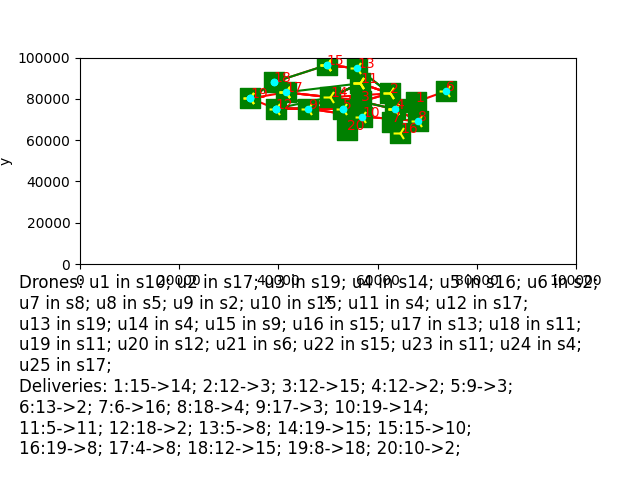 100000
80000
60000
40000
20000
0
y
0 20000 40000 60000 80000 100000
x
15
Drones: u1 in s10; u2 in s17; u3 in s19; u4 in s14; u5 in s16; u6 in s2;
u7 in s8; u8 in s5; u9 in s2; u10 in s15; u11 in s4; u12 in s17;
u13 in s19; u14 in s4; u15 in s9; u16 in s15; u17 in s13; u18 in s11;
u19 in s11; u20 in s12; u21 in s6; u22 in s15; u23 in s11; u24 in s4;
u25 in s17;
Deliveries: 1:15->14; 2:12->3; 3:12->15; 4:12->2; 5:9->3;
6:13->2; 7:6->16; 8:18->4; 9:17->3; 10:19->14;
11:5->11; 12:18->2; 13:5->8; 14:19->15; 15:15->10;
16:19->8; 17:4->8; 18:12->15; 19:8->18; 20:10->2;